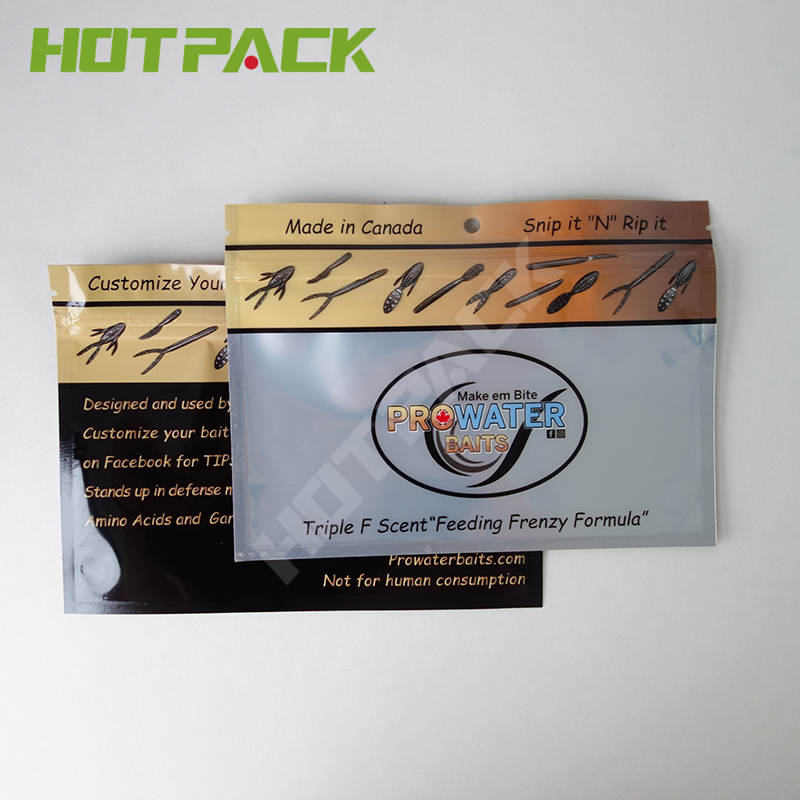 HOTPACK
Made in Canada
Snip it "N" Rip it
Make em Bite
PROWATER
BAITS
Triple F Scent"Feeding Frenzy Formula"
Customize Your
Designed and used by
Customize your bait
on Facebook for TIPS
Stands up in defense
Amino Acids and
Prowaterbaits.com
Not for human consumption
HOTPACK